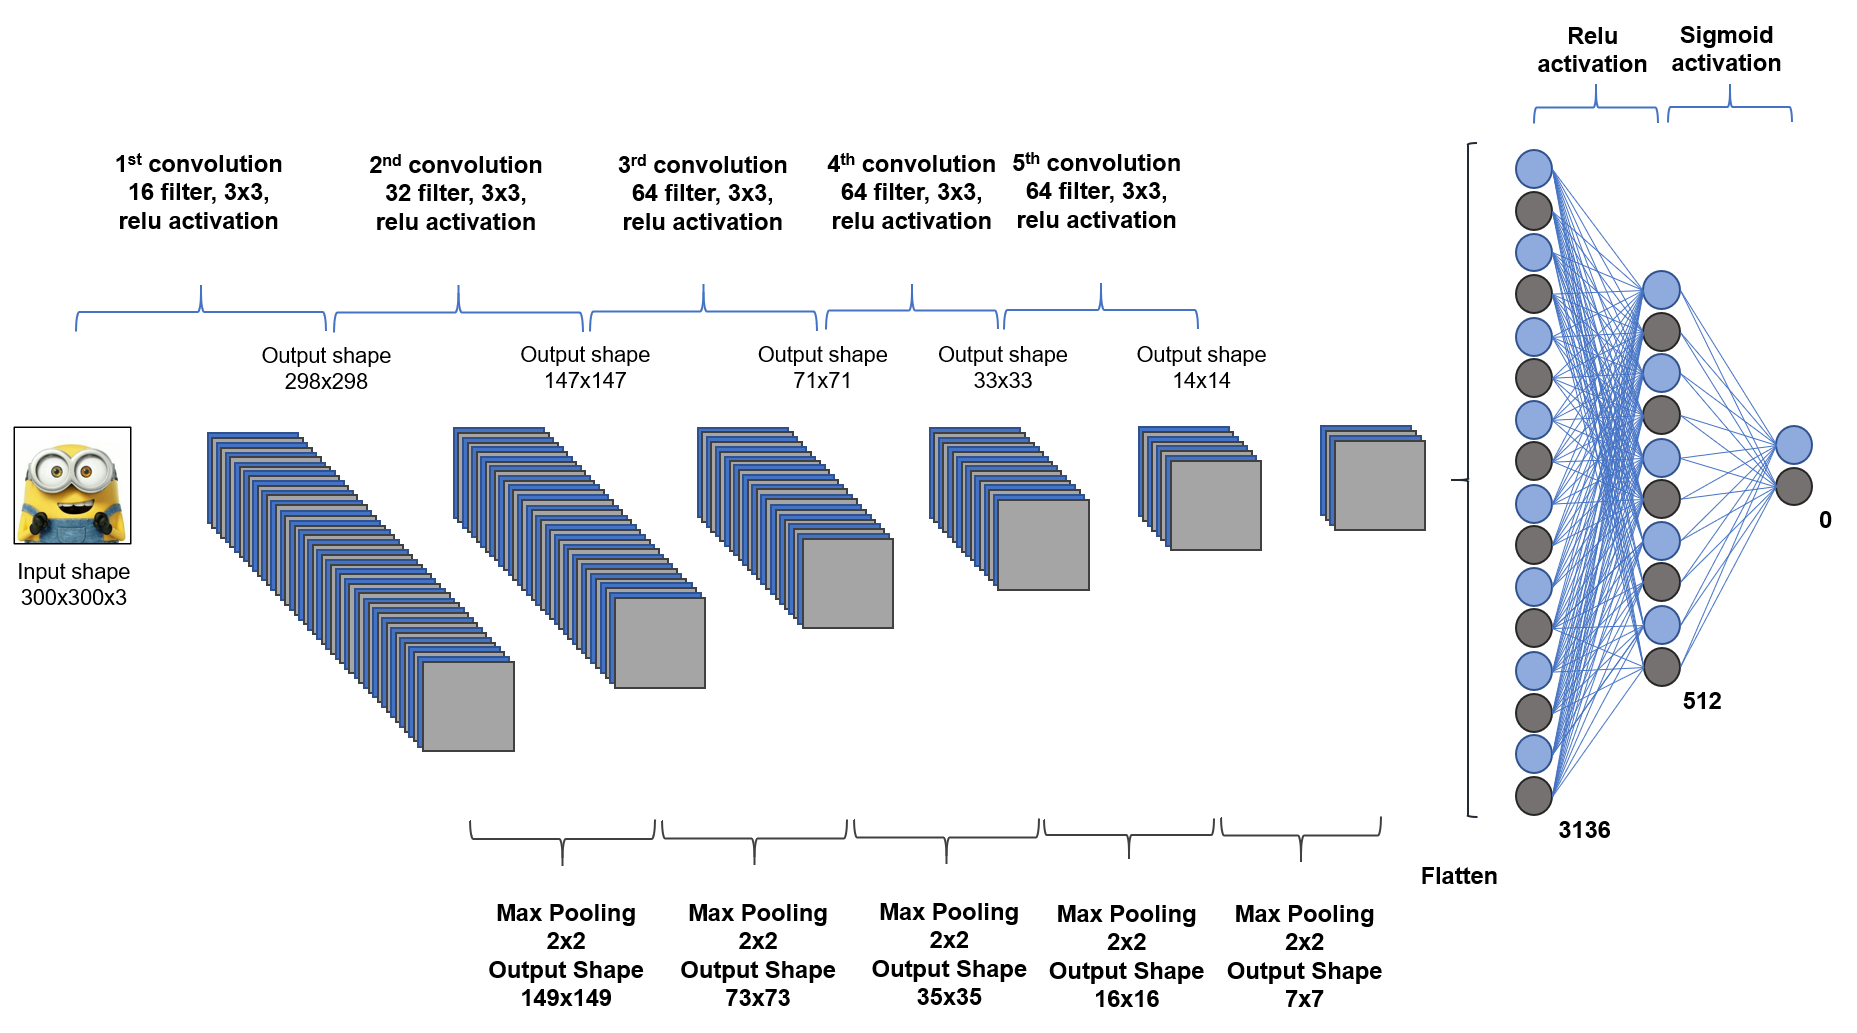 Relu
activation
Sigmoid
activation
1st convolution
16 filter, 3x3,
relu activation
2nd convolution
32 filter, 3x3,
relu activation
3rd convolution
64 filter, 3x3,
relu activation
4th convolution
64 filter, 3x3,
relu activation
5th convolution
64 filter, 3x3,
relu activation
Output shape
298x298
Output shape
147x147
Output shape
71x71
Output shape
33x33
Output shape
14x14
Input shape
300x300x3
0
512
3136
Flatten
Max Pooling
2x2
Output Shape
149x149
Max Pooling
2x2
Output Shape
73x73
Max Pooling
2x2
Output Shape
35x35
Max Pooling
2x2
Output Shape
16x16
Max Pooling
2x2
Output Shape
7x7